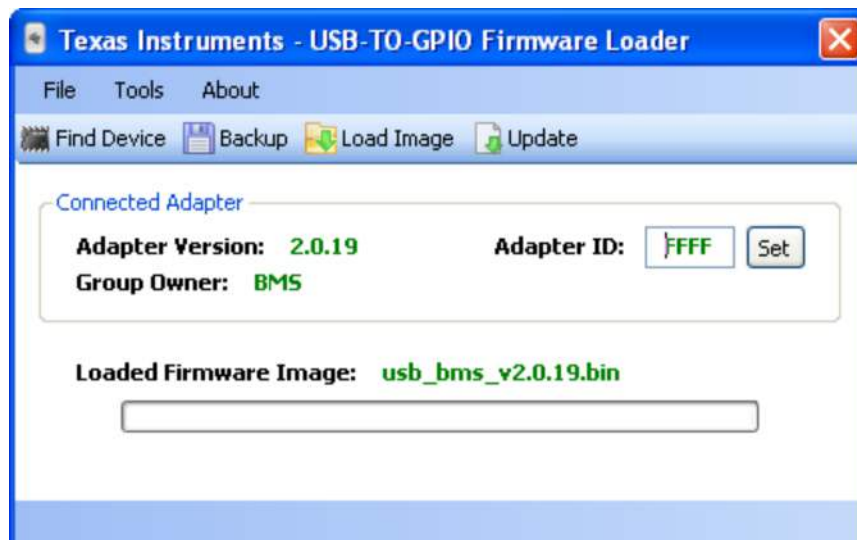 Texas Instruments - USB-TO-GPIO Firmware Loader
File Tools About
Find Device Backup Load Image Update
Connected Adapter
Adapter Version: 2.0.19 Adapter ID: FFFF Set
Group Owner: BMS
Loaded Firmware Image: usb_bms_v2.0.19.bin